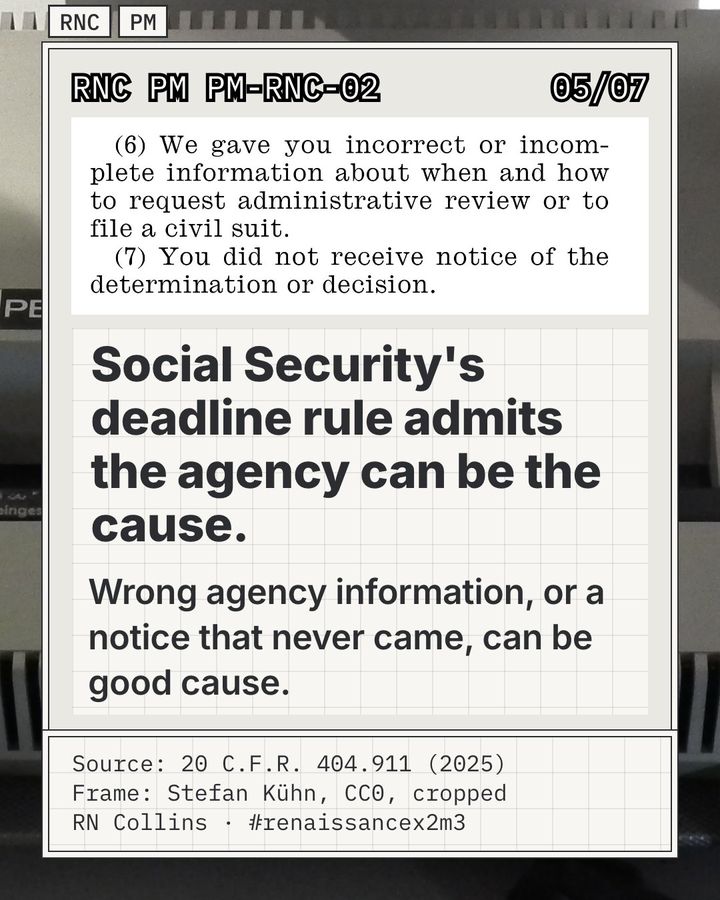 RNC PM
RNC PM PM-RNC-02 05/07
(6) We gave you incorrect or incom-
plete information about when and how
to request administrative review or to
file a civil suit.
(7) You did not receive notice of the
determination or decision.
Social Security's
deadline rule admits
the agency can be the
cause.
Wrong agency information, or a
notice that never came, can be
good cause.
Source: 20 C.F.R. 404.911 (2025)
Frame: Stefan Kühn, CC0, cropped
RN Collins · #renaissancex2m3
PE